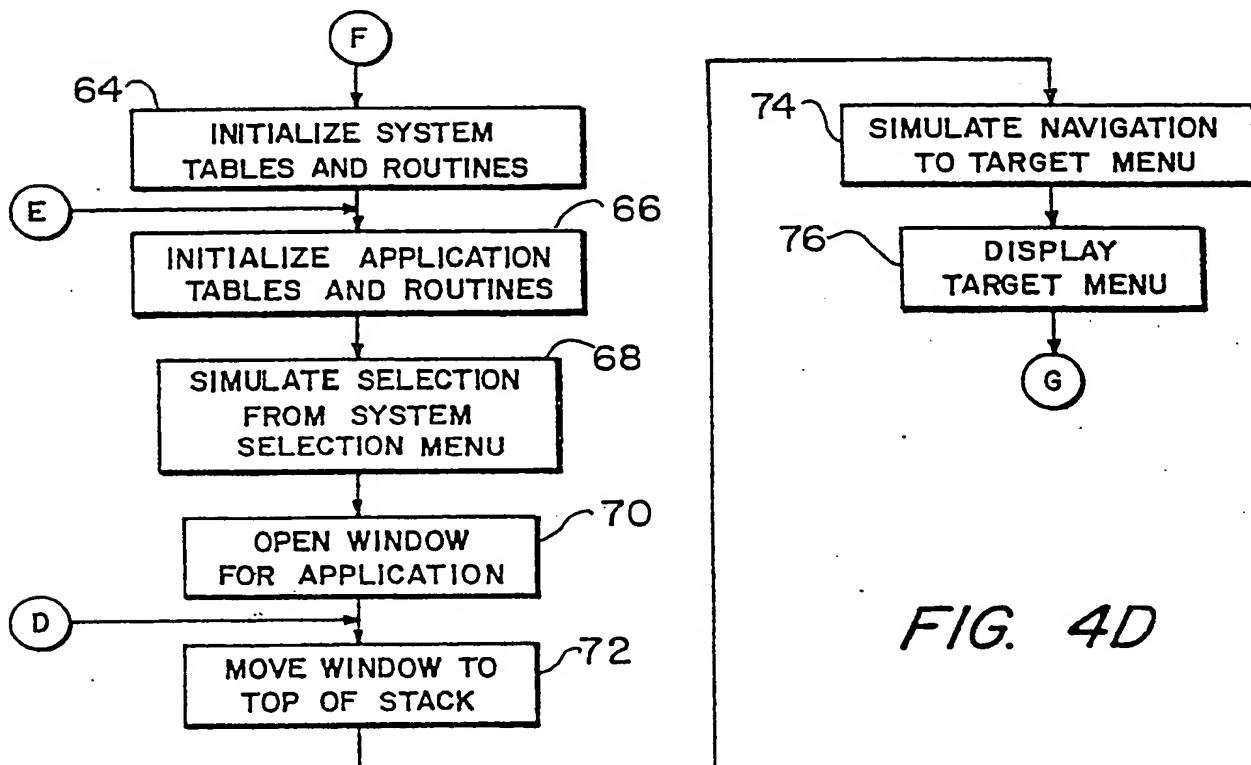 F
64
INITIALIZE SYSTEM
TABLES AND ROUTINES
E
66
INITIALIZE APPLICATION
TABLES AND ROUTINES
68
SIMULATE SELECTION
FROM SYSTEM
SELECTION MENU
70
OPEN WINDOW
FOR APPLICATION
D
72
MOVE WINDOW TO
TOP OF STACK
74
SIMULATE NAVIGATION
TO TARGET MENU
76
DISPLAY
TARGET MENU
G
FIG. 4D